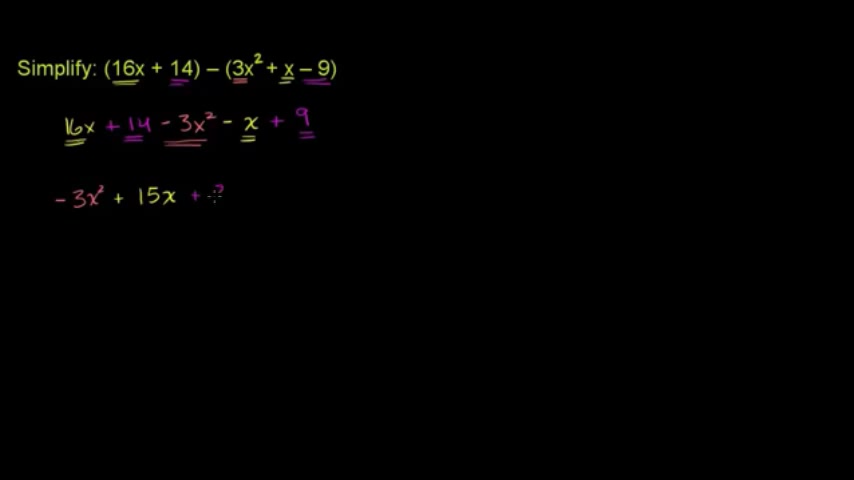 Simplify: (16x + 14) – (3x² + x – 9)
16x + 14 - 3x² - x + 9
- 3x² + 15x +